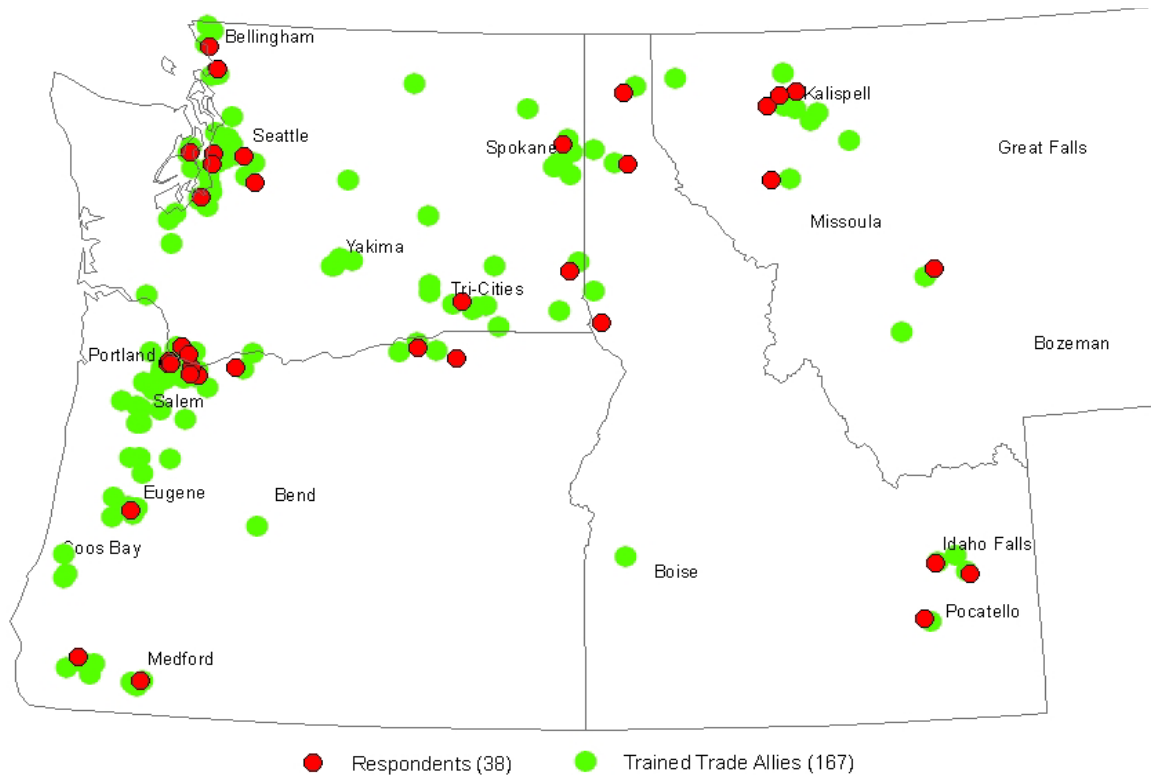 Bellingham
Kalispell
Seattle
Spokane
Great Falls
Missoula
Yakima
Tri-Cities
Bozeman
Portland
Salem
Eugene
Bend
Coos Bay
Idaho Falls
Boise
Pocatello
Medford
Respondents (38)
Trained Trade Allies (167)